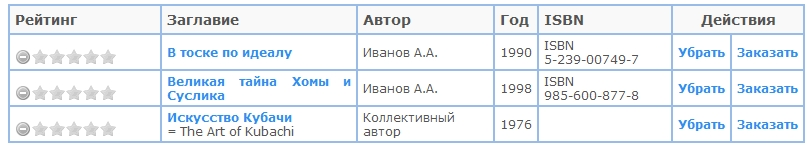 Рейтинг Заглавие Автор Год ISBN Действия
В тоске по идеалу Иванов А.А. 1990 ISBN 5-239-00749-7 Убрать Заказать
Великая тайна Хомы и Суслика Иванов А.А. 1998 ISBN 985-600-877-8 Убрать Заказать
Искусство Кубачи = The Art of Kubachi Коллективный автор 1976 Убрать Заказать